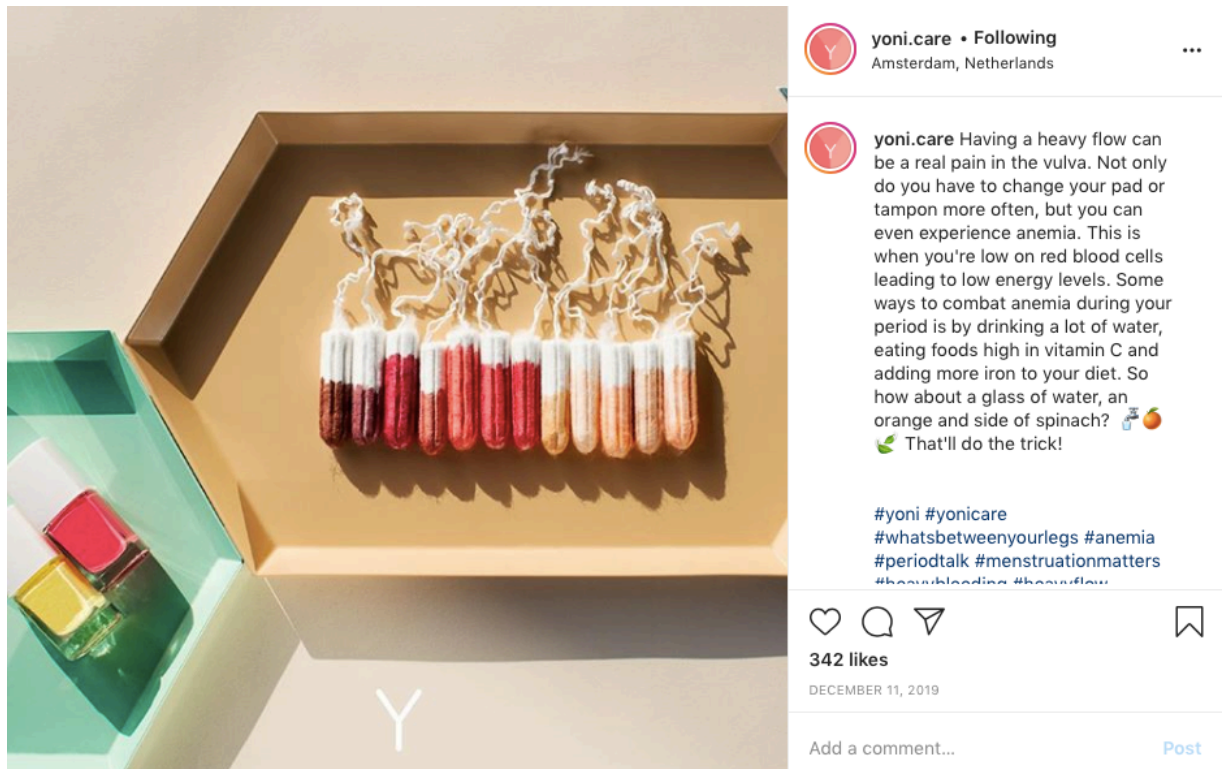 yoni.care • Following
Amsterdam, Netherlands
yoni.care Having a heavy flow can
be a real pain in the vulva. Not only
do you have to change your pad or
tampon more often, but you can
even experience anemia. This is
when you're low on red blood cells
leading to low energy levels. Some
ways to combat anemia during your
period is by drinking a lot of water,
eating foods high in vitamin C and
adding more iron to your diet. So
how about a glass of water, an
orange and side of spinach? 🚰🍊
🍃 That'll do the trick!
#yoni #yonicare
#whatsbetweenyourlegs #anemia
#periodtalk #menstruationmatters
#heavybleeding #heavyflow
342 likes
DECEMBER 11, 2019
Add a comment...
Post
Y